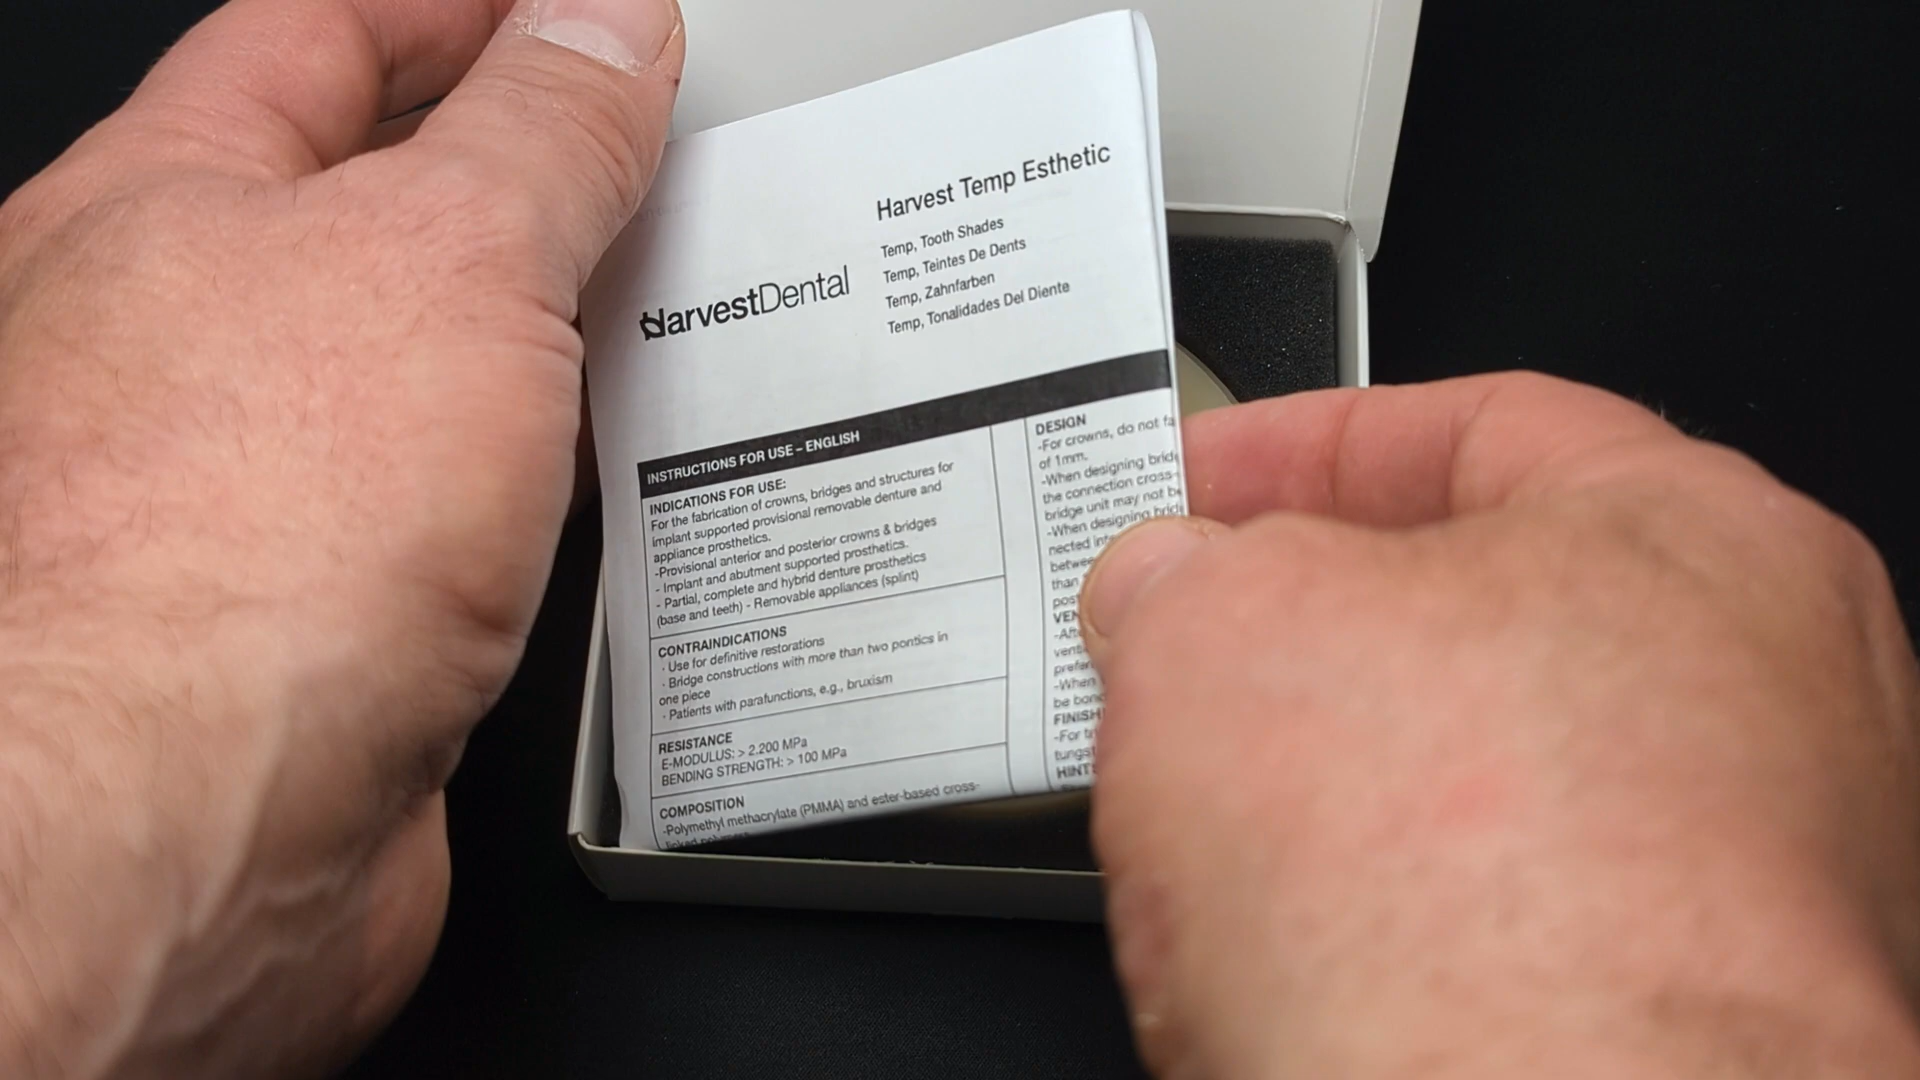 HarvestDental
Harvest Temp Esthetic
Temp, Tooth Shades
Temp, Teintes De Dents
Temp, Zahnfarben
Temp, Tonalidades Del Diente
INSTRUCTIONS FOR USE – ENGLISH
INDICATIONS FOR USE:
For the fabrication of crowns, bridges and structures for
implant supported provisional removable denture and
appliance prosthetics.
-Provisional anterior and posterior crowns & bridges
- Implant and abutment supported prosthetics.
- Partial, complete and hybrid denture prosthetics
(base and teeth) - Removable appliances (splint)
CONTRAINDICATIONS
· Use for definitive restorations
· Bridge constructions with more than two pontics in
one piece
· Patients with parafunctions, e.g., bruxism
RESISTANCE
E-MODULUS: > 2.200 MPa
BENDING STRENGTH: > 100 MPa
COMPOSITION
-Polymethyl methacrylate (PMMA) and ester-based cross-
DESIGN
-For crowns, do not
of 1mm.
-When designing
the connection cross-
bridge unit may not
-When designing
than
-When